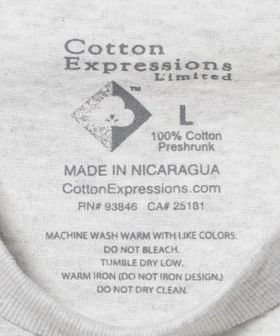 Cotton
Expressions
Limited
™
L
100% Cotton
Preshrunk
MADE IN NICARAGUA
CottonExpressions.com
RN# 93846 CA# 25181
MACHINE WASH WARM WITH LIKE COLORS.
DO NOT BLEACH.
TUMBLE DRY LOW.
WARM IRON (DO NOT IRON DESIGN.)
DO NOT DRY CLEAN.